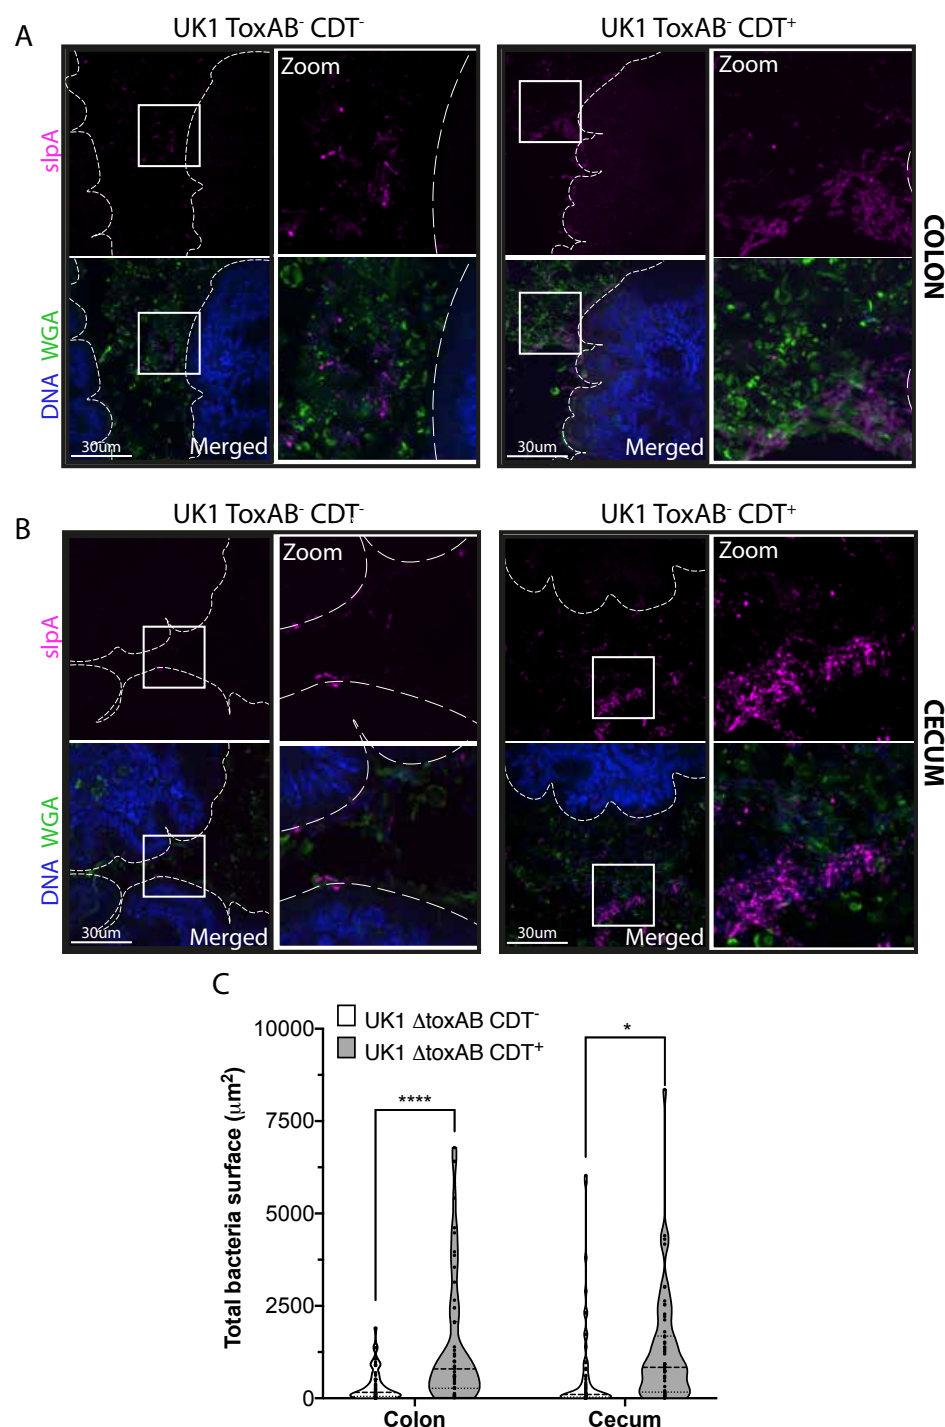 A
UK1 ToxAB⁻ CDT⁻
UK1 ToxAB⁻ CDT⁺
slpA
Zoom
Zoom
COLON
DNA WGA
30um
Merged
30um
Merged
B
UK1 ToxAB⁻ CDT⁻
UK1 ToxAB⁻ CDT⁺
slpA
Zoom
Zoom
CECUM
DNA WGA
30um
Merged
30um
Merged
C
UK1 ΔtoxAB CDT⁻
UK1 ΔtoxAB CDT⁺
Total bacteria surface (μm²)
10000
7500
5000
2500
0
****
*
Colon
Cecum